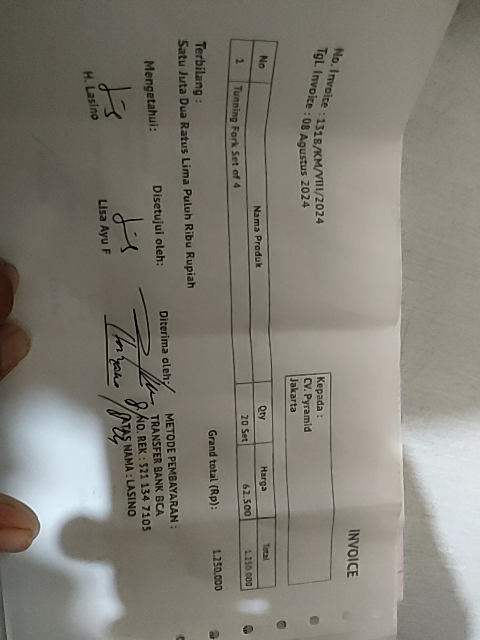 INVOICE
No. Invoice : 1318/KM/VIII/2024
Tgl. Invoice : 08 Agustus 2024
Kepada :
CV. Pyramid
Jakarta
No Nama Produk Qty Harga Total
1 Tunning Fork Set of 4 20 Set 62.500 1.250.000
Grand total (Rp): 1.250.000
Terbilang :
Satu Juta Dua Ratus Lima Puluh Ribu Rupiah
METODE PEMBAYARAN :
TRANSFER BANK BCA
NO. REK : 521 134 7105
ATAS NAMA : LASINO
Mengetahui: Disetujui oleh: Diterima oleh:
H. Lasino Lisa Ayu F